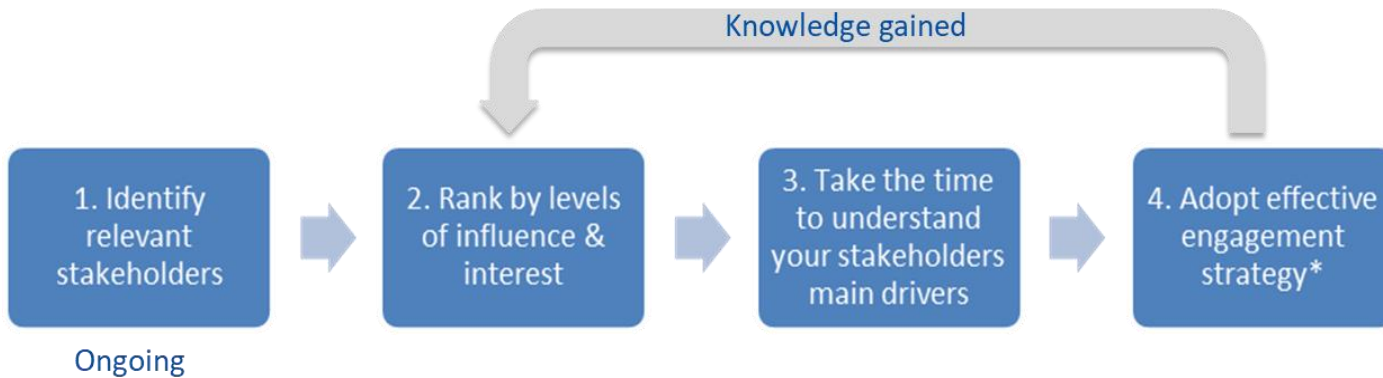 Knowledge gained
1. Identify
relevant
stakeholders
2. Rank by levels
of influence &
interest
3. Take the time
to understand
your stakeholders
main drivers
4. Adopt effective
engagement
strategy*
Ongoing